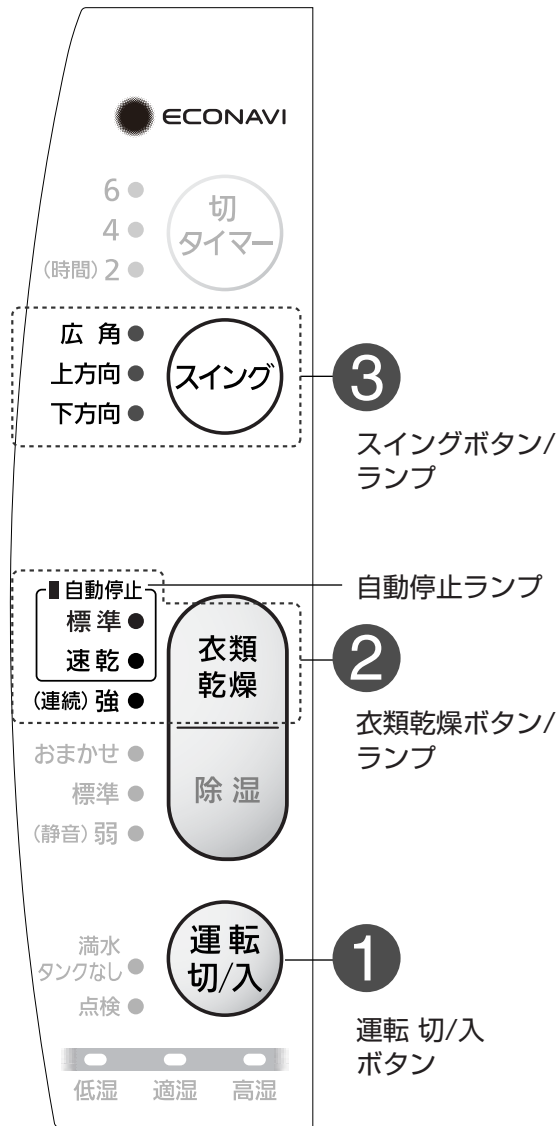 ECONAVI
6
4
(時間) 2
切
タイマー
広 角
上方向
下方向
スイング
3
スイングボタン/
ランプ
自動停止
自動停止ランプ
標 準
速 乾
(連続) 強
衣類
乾燥
2
衣類乾燥ボタン/
ランプ
おまかせ
標準
(静音) 弱
除 湿
満水
タンクなし
点検
運 転
切/入
1
運転 切/入
ボタン
低湿 適湿 高湿